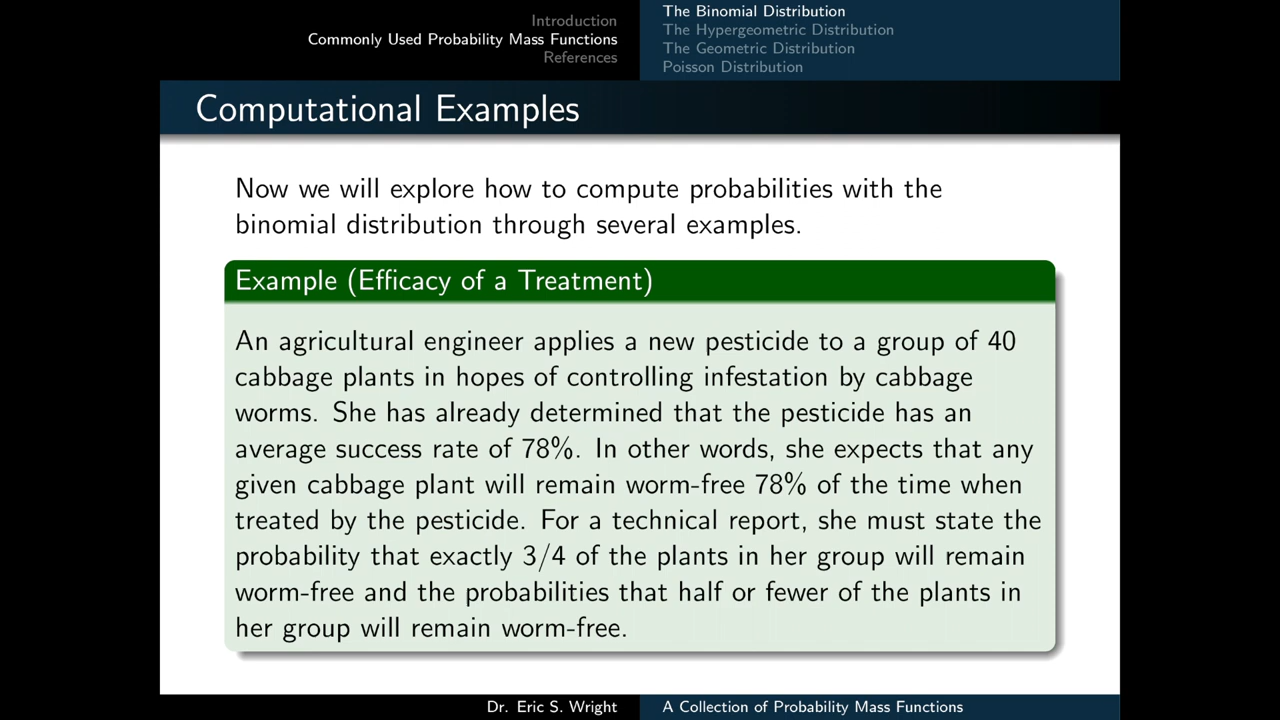 Introduction
Commonly Used Probability Mass Functions
References
The Binomial Distribution
The Hypergeometric Distribution
The Geometric Distribution
Poisson Distribution
Computational Examples
Now we will explore how to compute probabilities with the
binomial distribution through several examples.
Example (Efficacy of a Treatment)
An agricultural engineer applies a new pesticide to a group of 40
cabbage plants in hopes of controlling infestation by cabbage
worms. She has already determined that the pesticide has an
average success rate of 78%. In other words, she expects that any
given cabbage plant will remain worm-free 78% of the time when
treated by the pesticide. For a technical report, she must state the
probability that exactly 3/4 of the plants in her group will remain
worm-free and the probabilities that half or fewer of the plants in
her group will remain worm-free.
Dr. Eric S. Wright
A Collection of Probability Mass Functions